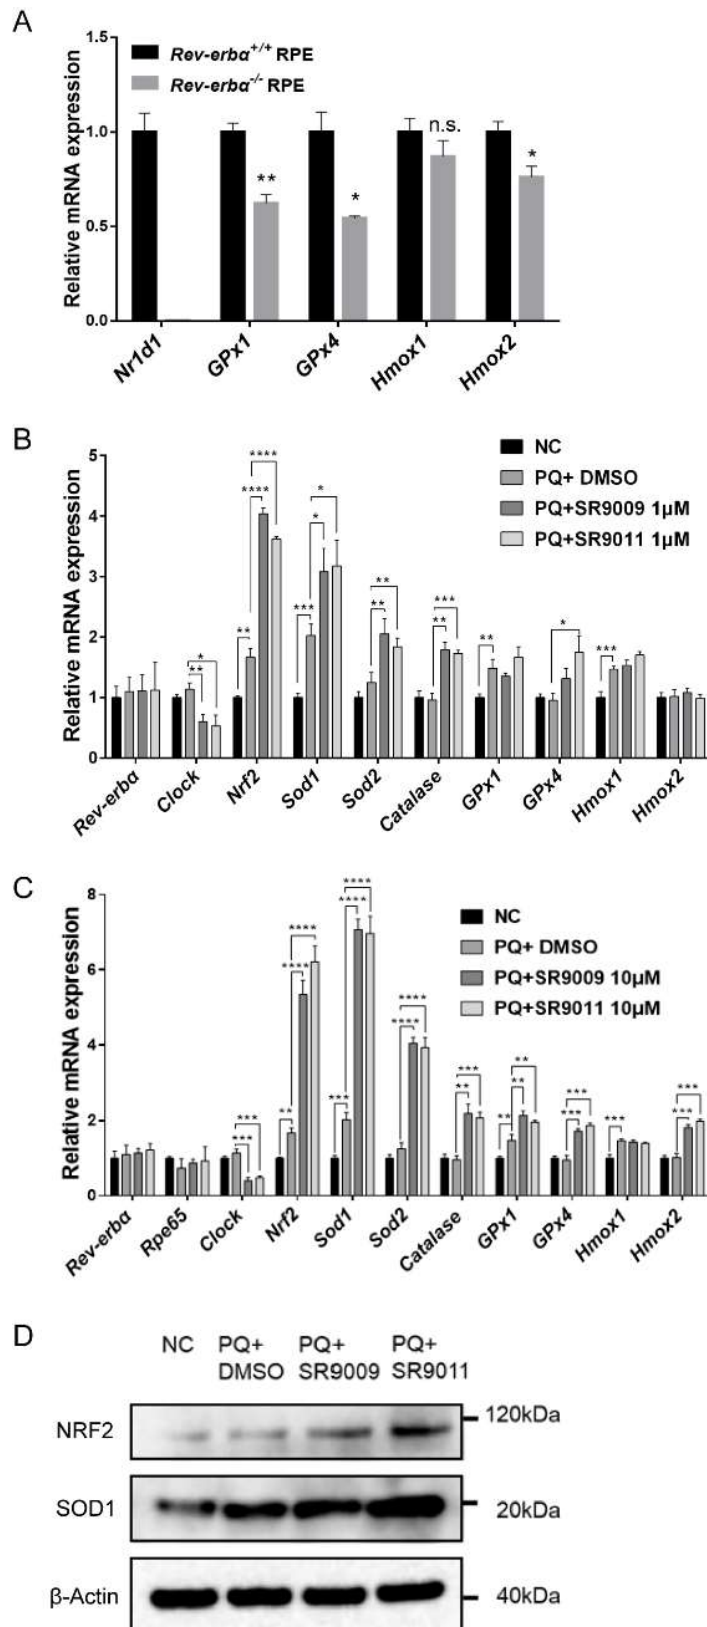 A
Relative mRNA expression
1.5
1.0
0.5
0.0
Rev-erbα+/+ RPE
Rev-erbα-/- RPE
**
*
n.s.
*
Nr1d1
GPx1
GPx4
Hmox1
Hmox2
B
Relative mRNA expression
5
4
3
2
1
0
NC
PQ+ DMSO
PQ+SR9009 1μM
PQ+SR9011 1μM
*
**
****
****
**
*
*
***
**
**
***
**
**
*
***
Rev-erbα
Clock
Nrf2
Sod1
Sod2
Catalase
GPx1
GPx4
Hmox1
Hmox2
C
Relative mRNA expression
8
6
4
2
0
NC
PQ+ DMSO
PQ+SR9009 10μM
PQ+SR9011 10μM
***
***
****
****
**
****
****
***
****
****
***
**
**
**
**
***
***
***
***
***
Rev-erbα
Rpe65
Clock
Nrf2
Sod1
Sod2
Catalase
GPx1
GPx4
Hmox1
Hmox2
D
NC PQ+ PQ+ PQ+
DMSO SR9009 SR9011
NRF2 120kDa
SOD1 20kDa
β-Actin 40kDa